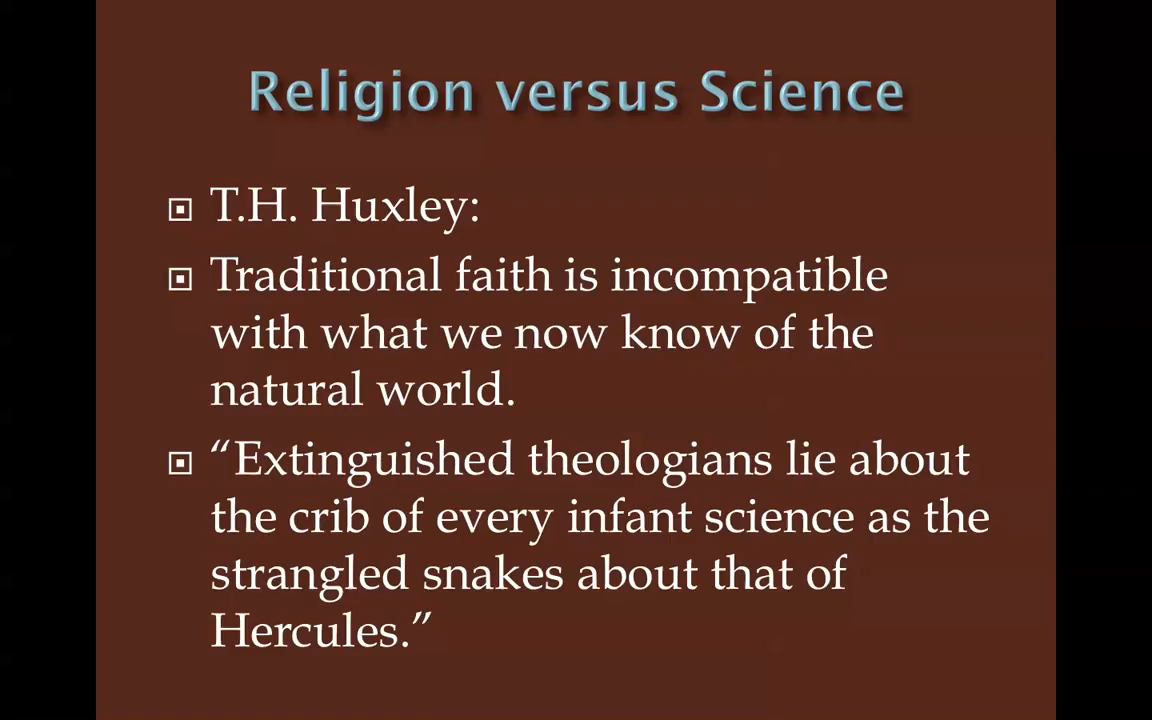 Religion versus Science
T.H. Huxley:
Traditional faith is incompatible
with what we now know of the
natural world.
“Extinguished theologians lie about
the crib of every infant science as the
strangled snakes about that of
Hercules.”